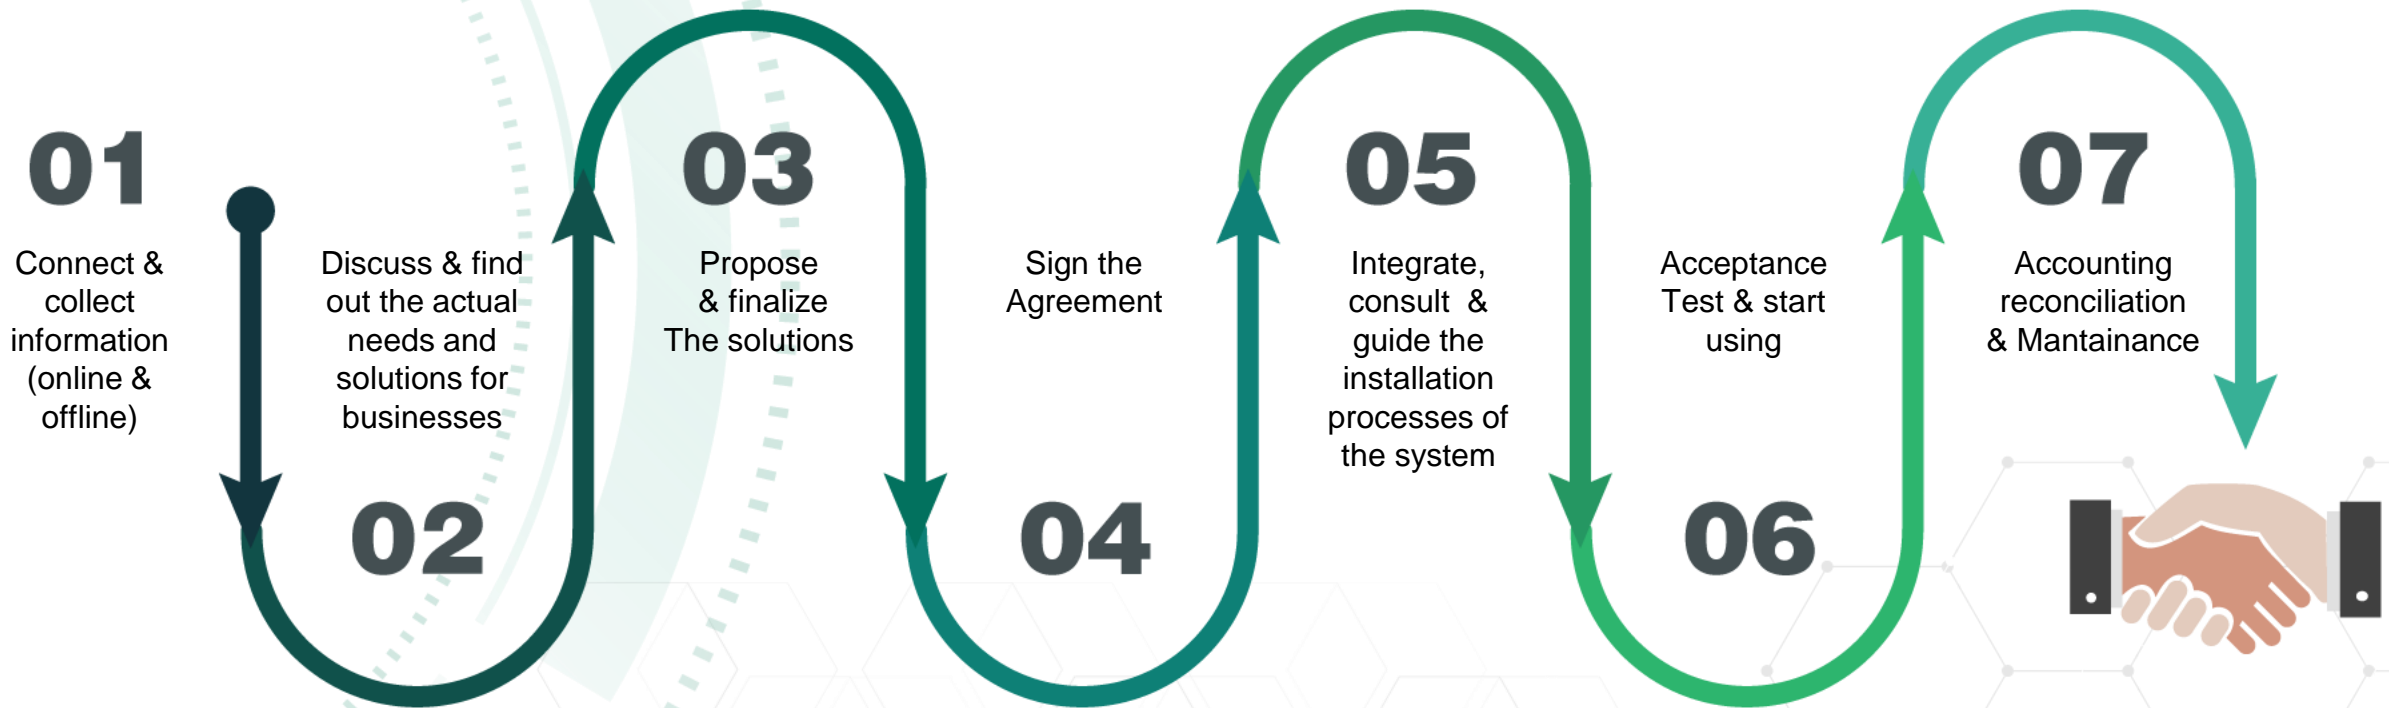 01
Connect &
collect
information
(online &
offline)
Discuss & find
out the actual
needs and
solutions for
businesses
02
03
Propose
& finalize
The solutions
Sign the
Agreement
04
05
Integrate,
consult  &
guide the
installation
processes of
the system
Acceptance
Test & start
using
06
07
Accounting
reconciliation
& Mantainance